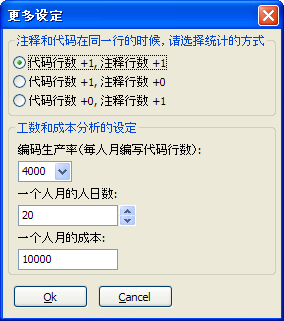 更多设定
注释和代码在同一行的时候, 请选择统计的方式
代码行数 +1, 注释行数 +1
代码行数 +1, 注释行数 +0
代码行数 +0, 注释行数 +1
工数和成本分析的设定
编码生产率(每人月编写代码行数):
4000
一个人月的人日数:
20
一个人月的成本:
10000
Ok
Cancel